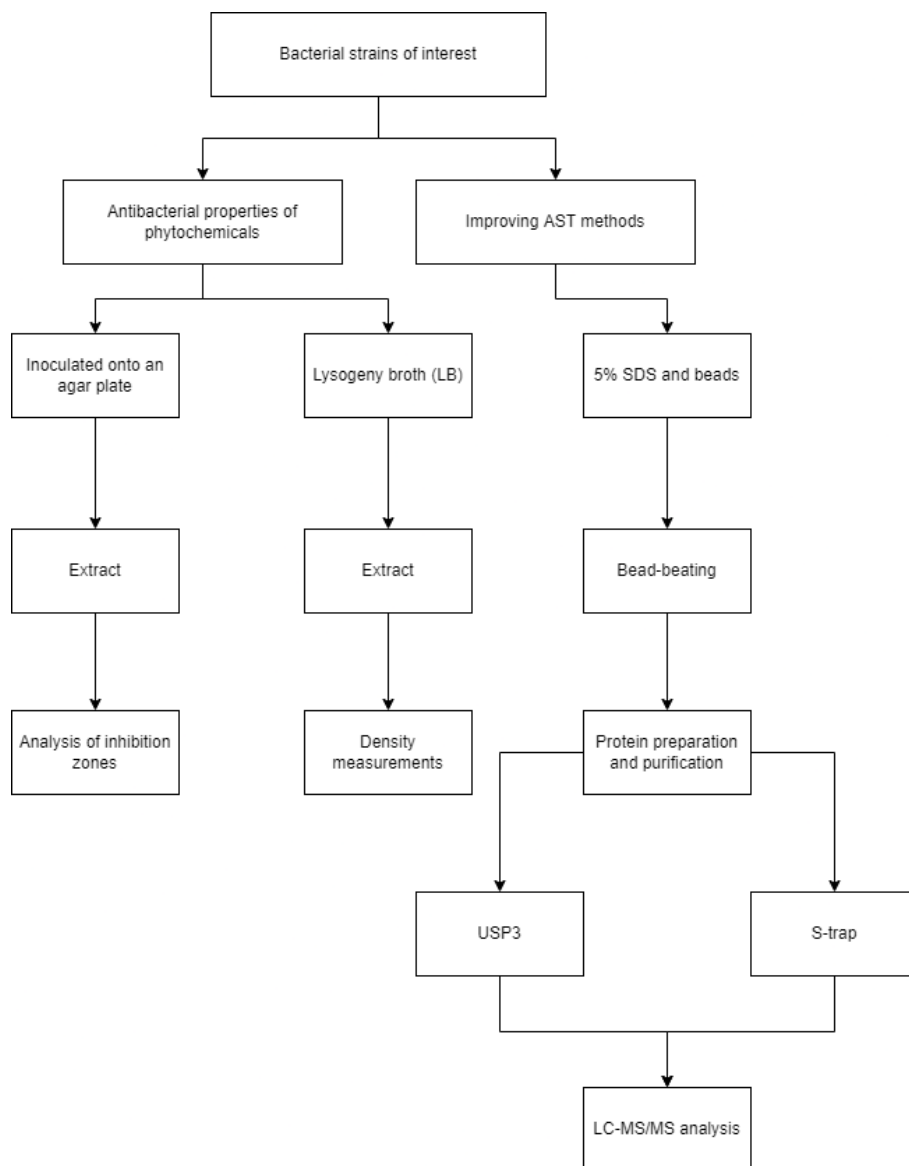 Bacterial strains of interest
Antibacterial properties of
phytochemicals
Improving AST methods
Inoculated onto an
agar plate
Lysogeny broth (LB)
5% SDS and beads
Extract
Extract
Bead-beating
Analysis of inhibition
zones
Density
measurements
Protein preparation
and purification
USP3
S-trap
LC-MS/MS analysis